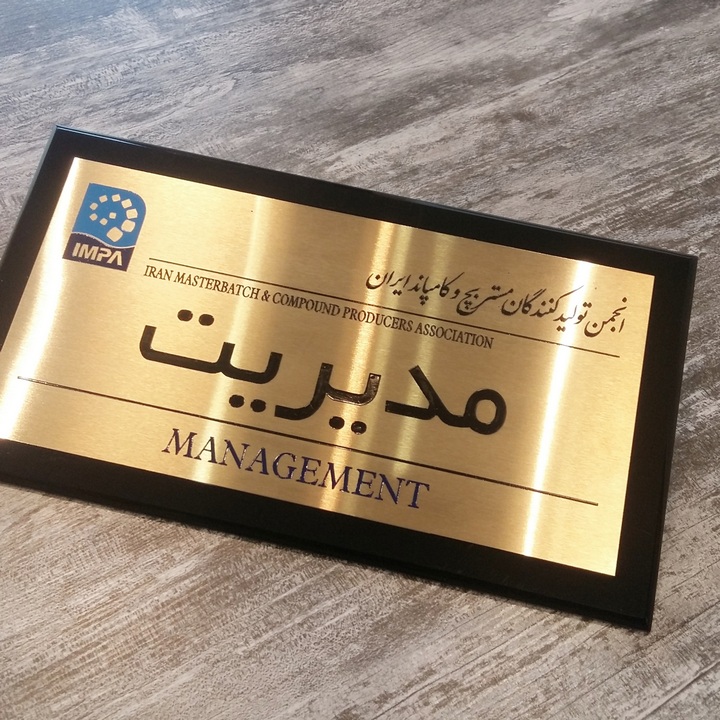 IMPA
انجمن تولیدکنندگان مستربچ و کامپاند ایران
IRAN MASTERBATCH & COMPOUND PRODUCERS ASSOCIATION
مدیریت
MANAGEMENT